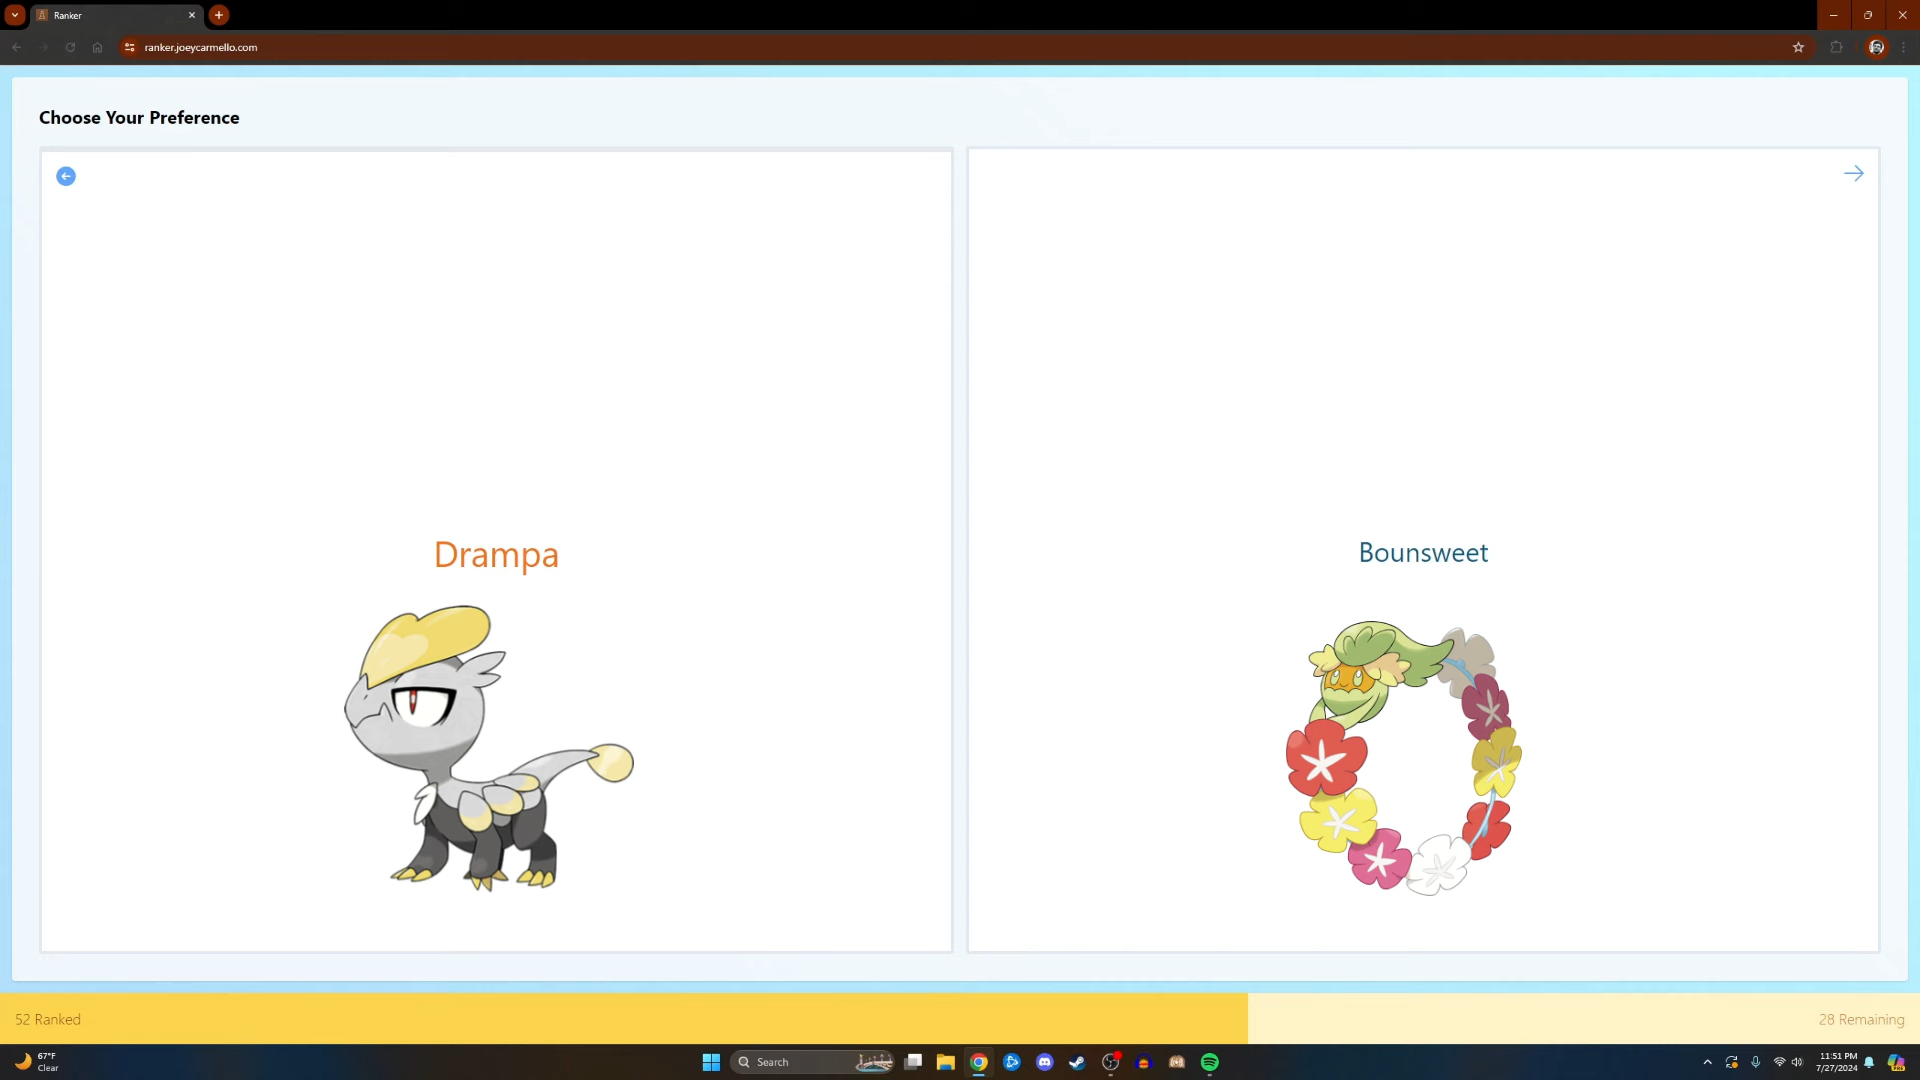 Ranker
ranker.joeycarmello.com
Choose Your Preference
Drampa
Bounsweet
52 Ranked
28 Remaining
67°F
Clear
Search
11:51 PM
7/27/2024